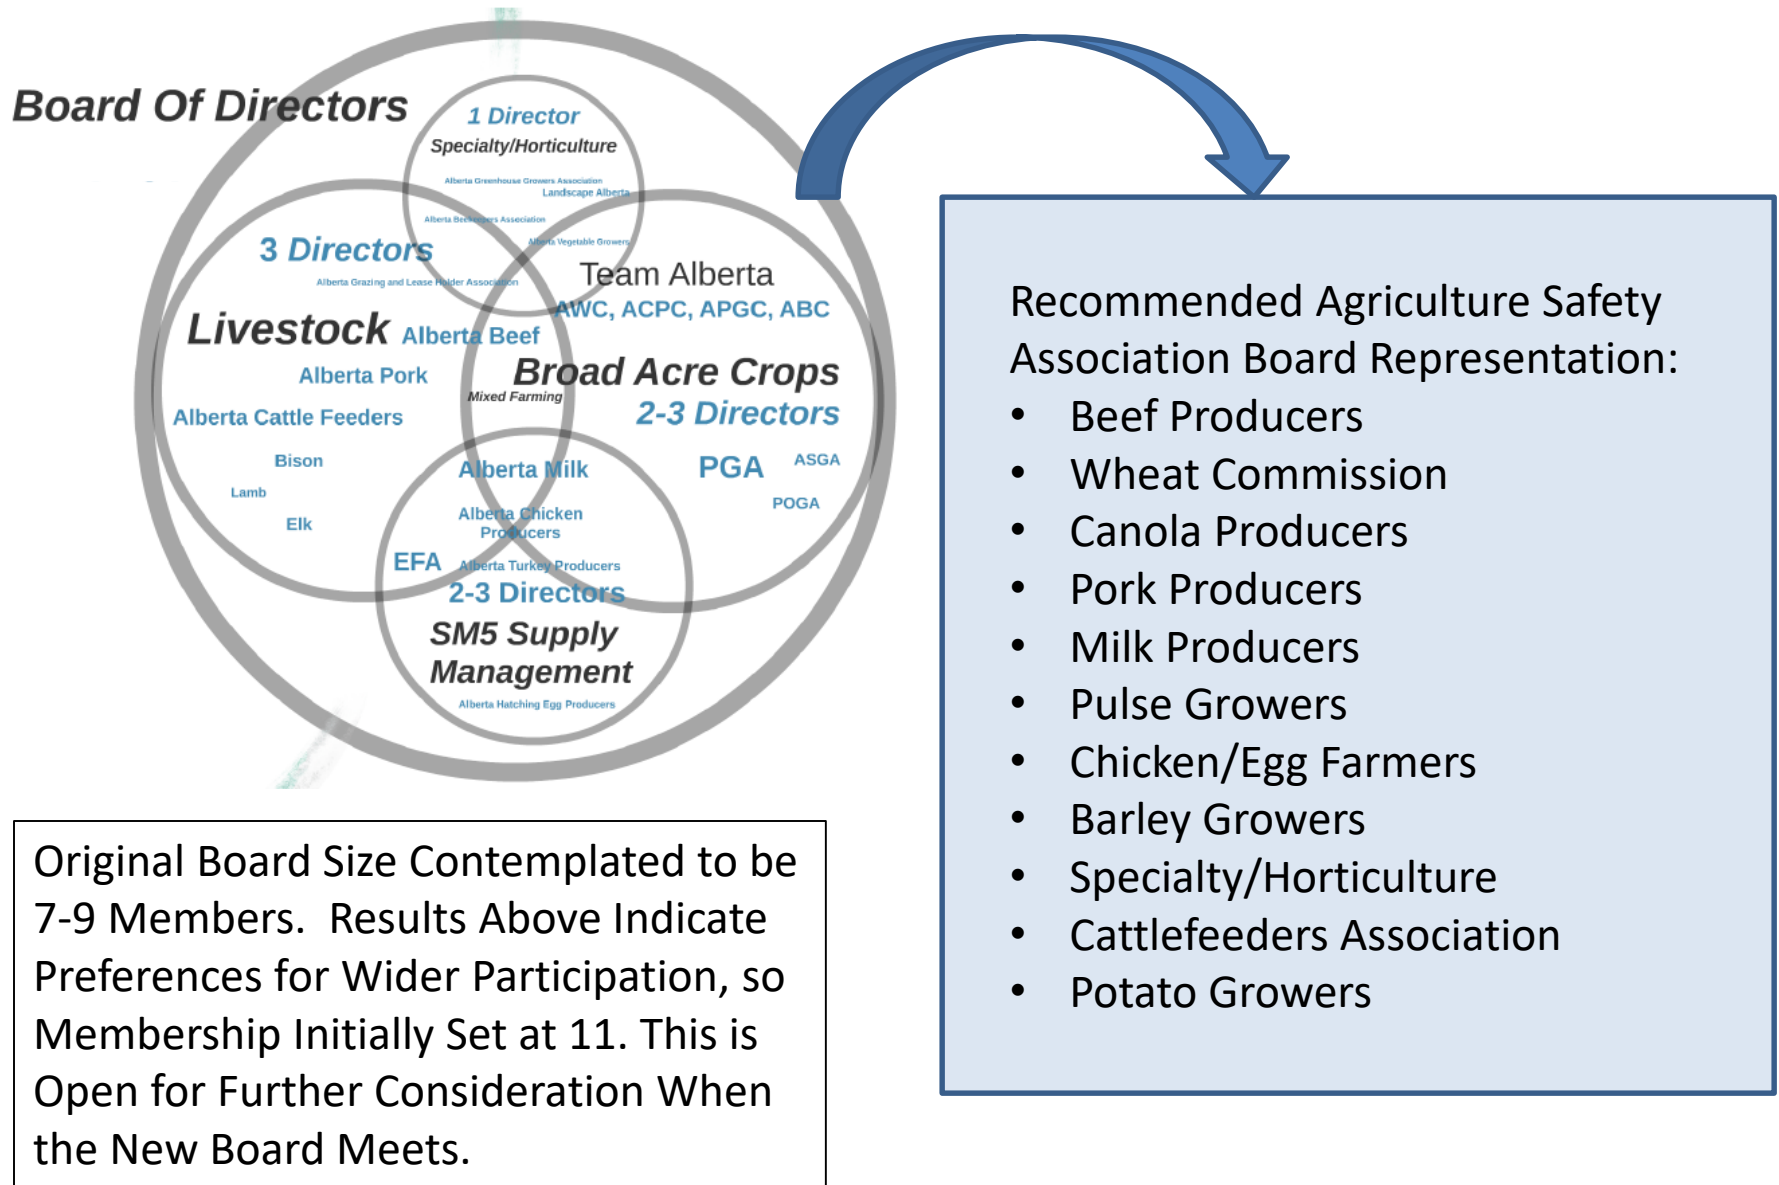 Board Of Directors
1 Director
Specialty/Horticulture
Alberta Greenhouse Growers Association
Landscape Alberta
Alberta Beekeepers Association
Alberta Vegetable Growers
3 Directors
Alberta Grazing and Lease Holder Association
Livestock
Alberta Beef
Alberta Pork
Alberta Cattle Feeders
Bison
Lamb
Elk
Team Alberta
AWC, ACPC, APGC, ABC
Broad Acre Crops
Mixed Farming
2-3 Directors
PGA
ASGA
POGA
Alberta Milk
Alberta Chicken
Producers
EFA
Alberta Turkey Producers
2-3 Directors
SM5 Supply
Management
Alberta Hatching Egg Producers
Original Board Size Contemplated to be
7-9 Members.  Results Above Indicate
Preferences for Wider Participation, so
Membership Initially Set at 11. This is
Open for Further Consideration When
the New Board Meets.
Recommended Agriculture Safety
Association Board Representation:
• Beef Producers
• Wheat Commission
• Canola Producers
• Pork Producers
• Milk Producers
• Pulse Growers
• Chicken/Egg Farmers
• Barley Growers
• Specialty/Horticulture
• Cattlefeeders Association
• Potato Growers